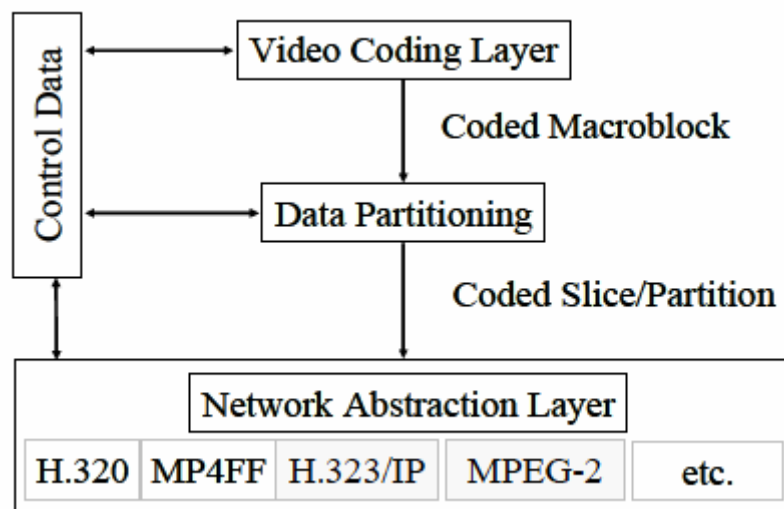 Control Data
Video Coding Layer
Coded Macroblock
Data Partitioning
Coded Slice/Partition
Network Abstraction Layer
H.320 MP4FF H.323/IP MPEG-2 etc.